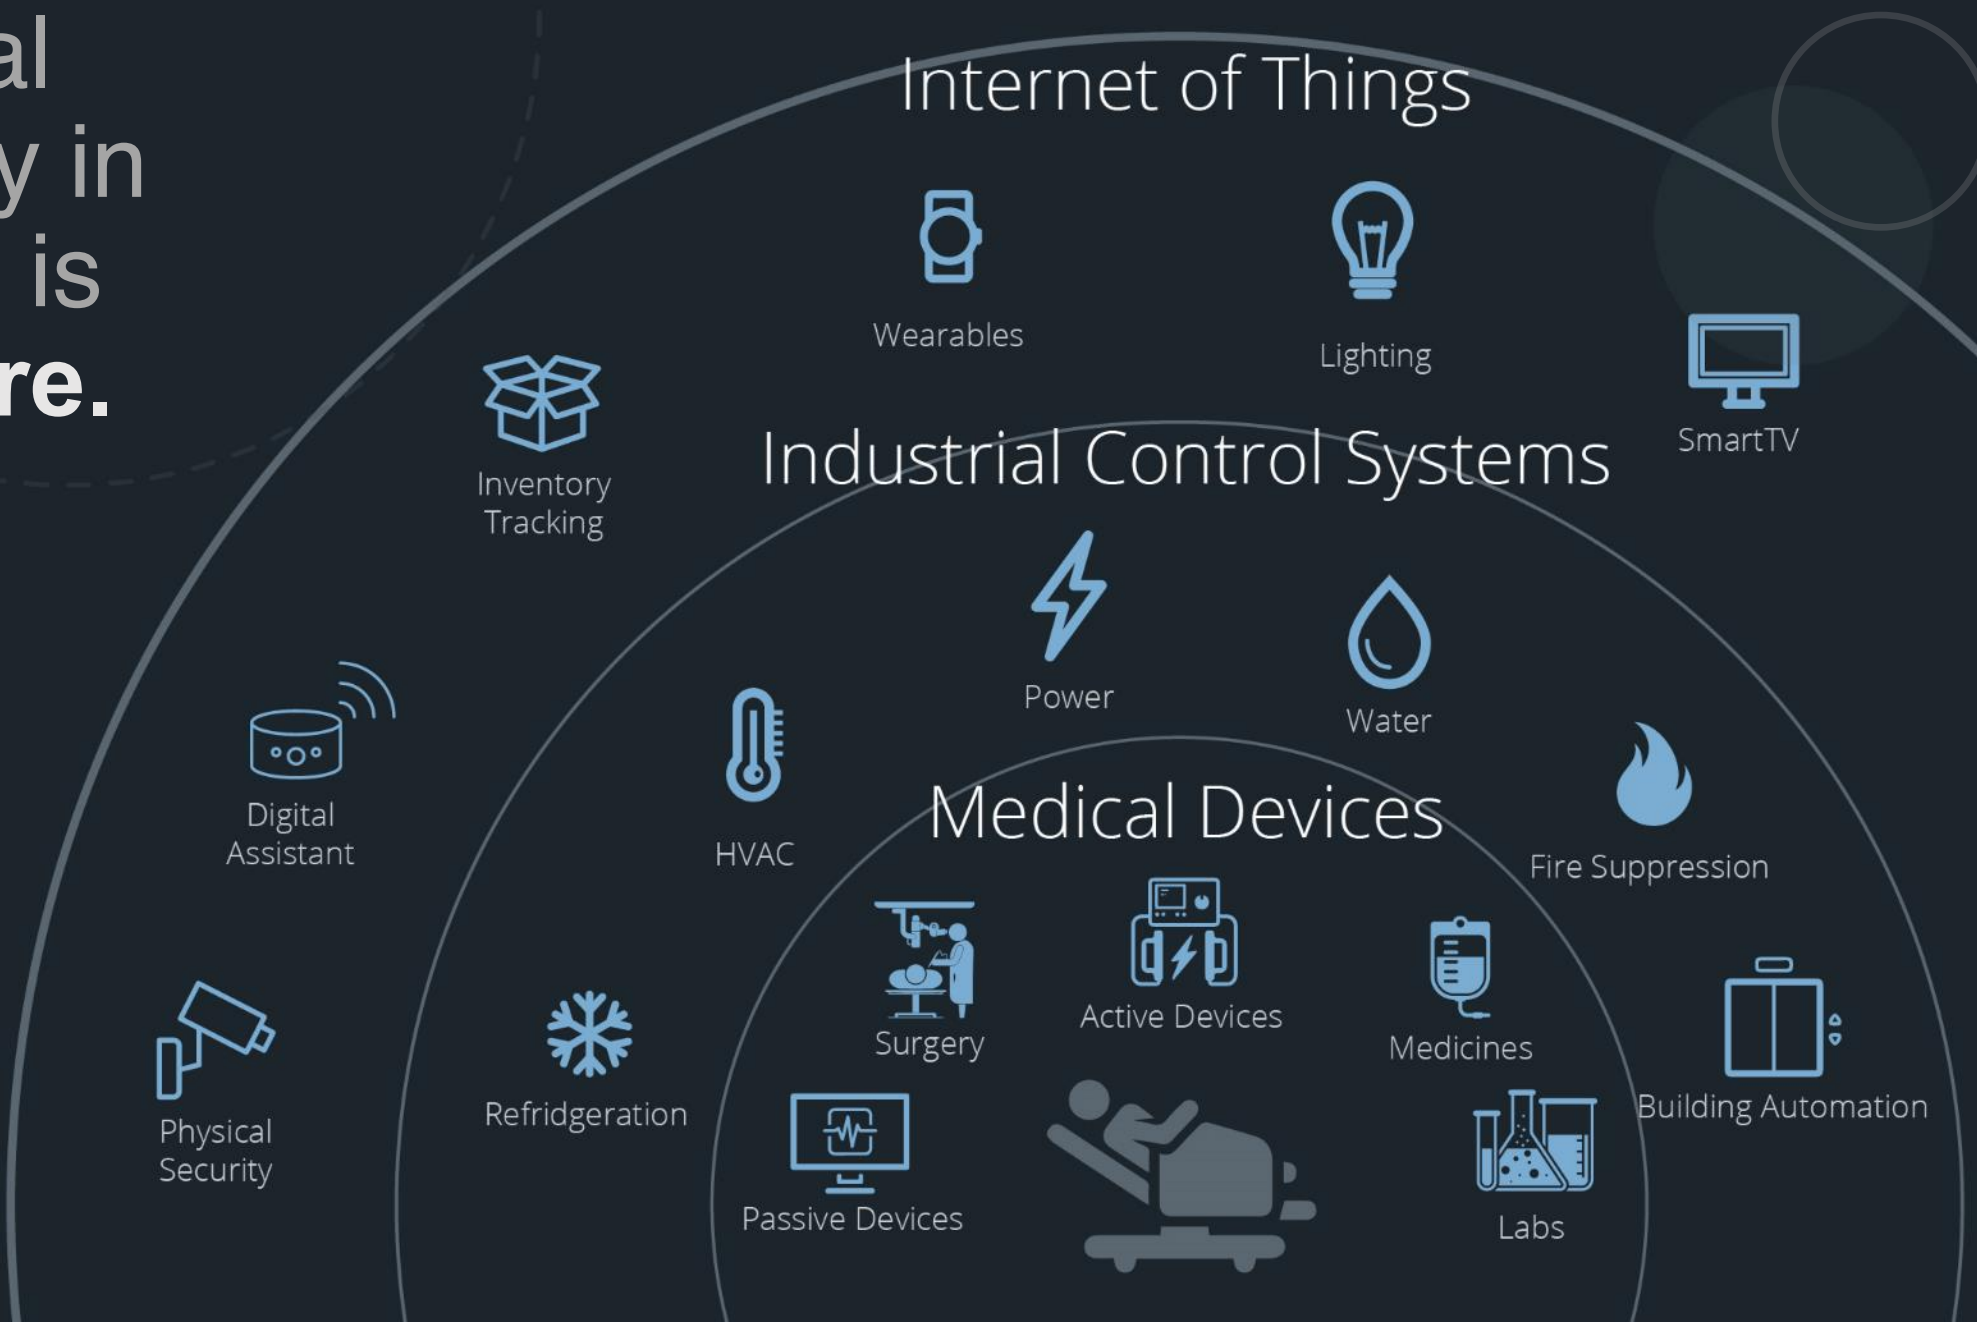 al
y in
is
re.
Internet of Things
Wearables
Lighting
SmartTV
Inventory
Tracking
Digital
Assistant
Physical
Security
Industrial Control Systems
Power
Water
HVAC
Fire Suppression
Refridgeration
Building Automation
Medical Devices
Surgery
Active Devices
Medicines
Passive Devices
Labs